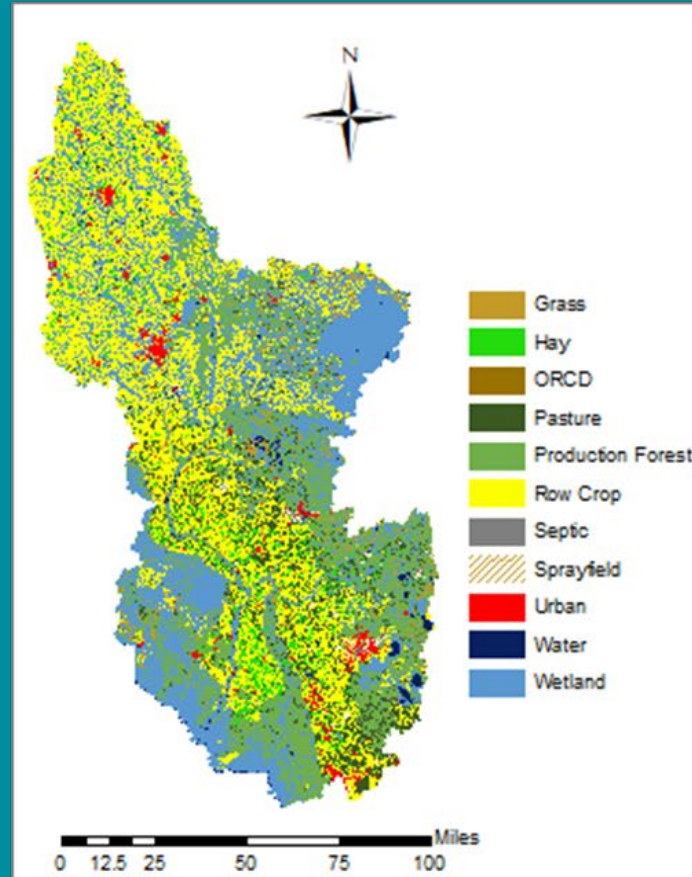 N
Grass
Hay
ORCD
Pasture
Production Forest
Row Crop
Septic
Sprayfield
Urban
Water
Wetland
Miles
0 12.5 25 50 75 100